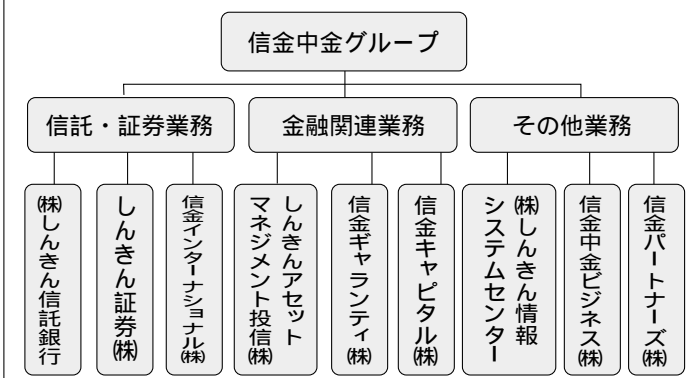 信金中金グループ
信託・証券業務
金融関連業務
その他業務
㈱しんきん信託銀行
しんきん証券㈱
信金インターナショナル㈱
しんきんアセット
マネジメント投信㈱
信金ギャランティ㈱
信金キャピタル㈱
㈱しんきん情報
システムセンター
信金中金ビジネス㈱
信金パートナーズ㈱